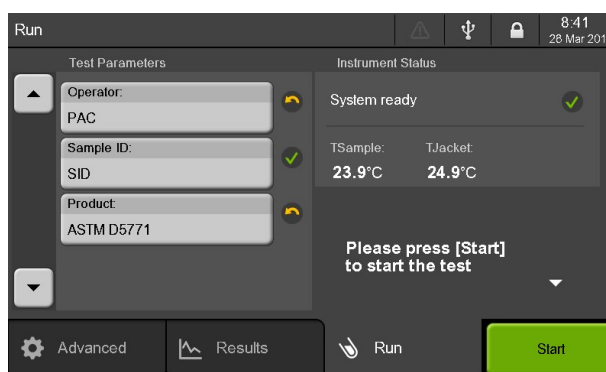 Run
8:41
28 Mar 201
Test Parameters
Instrument Status
Operator:
PAC
System ready
Sample ID:
SID
TSample: TJacket:
23.9°C 24.9°C
Product:
ASTM D5771
Please press [Start]
to start the test
Advanced
Results
Run
Start